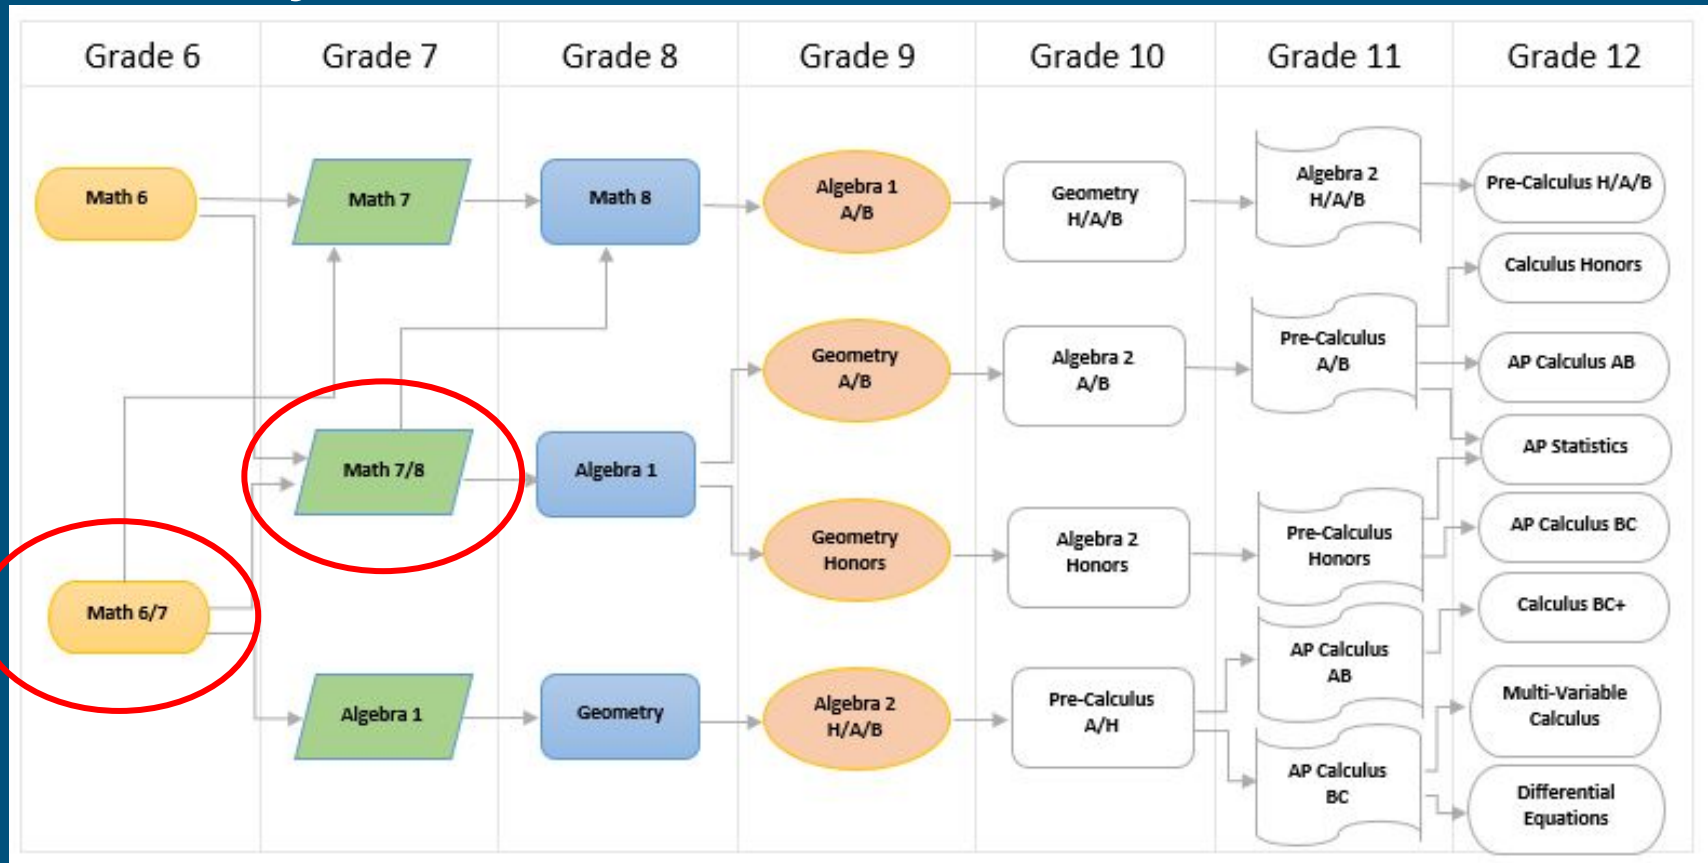 Grade 6
Grade 7
Grade 8
Grade 9
Grade 10
Grade 11
Grade 12
Math 6
Math 7
Math 8
Algebra 1
A/B
Geometry
H/A/B
Algebra 2
H/A/B
Pre-Calculus H/A/B
Calculus Honors
Geometry
A/B
Algebra 2
A/B
Pre-Calculus
A/B
AP Calculus AB
Math 7/8
Algebra 1
AP Statistics
Geometry
Honors
Algebra 2
Honors
Pre-Calculus
Honors
AP Calculus BC
Math 6/7
AP Calculus
AB
Calculus BC+
Algebra 1
Geometry
Algebra 2
H/A/B
Pre-Calculus
A/H
AP Calculus
BC
Multi-Variable
Calculus
Differential
Equations